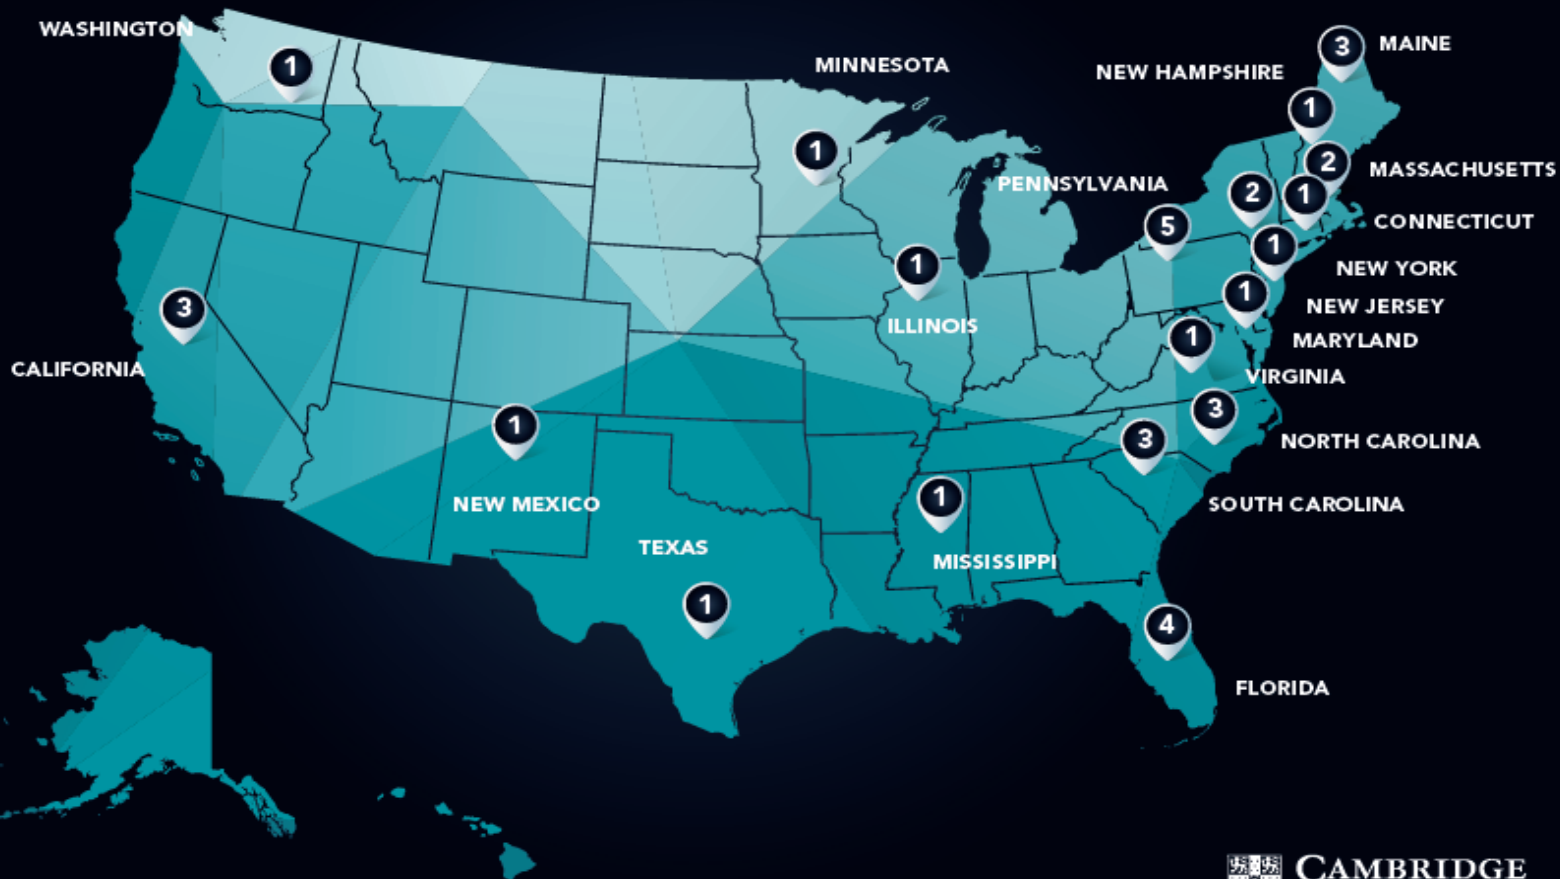 WASHINGTON
1
MINNESOTA
1
NEW HAMPSHIRE
1
3
MAINE
2
MASSACHUSETTS
PENNSYLVANIA
5
2
1
CONNECTICUT
1
NEW YORK
1
NEW JERSEY
1
MARYLAND
VIRGINIA
1
ILLINOIS
3
CALIFORNIA
1
NEW MEXICO
3
NORTH CAROLINA
3
SOUTH CAROLINA
1
MISSISSIPPI
TEXAS
1
4
FLORIDA
CAMBRIDGE